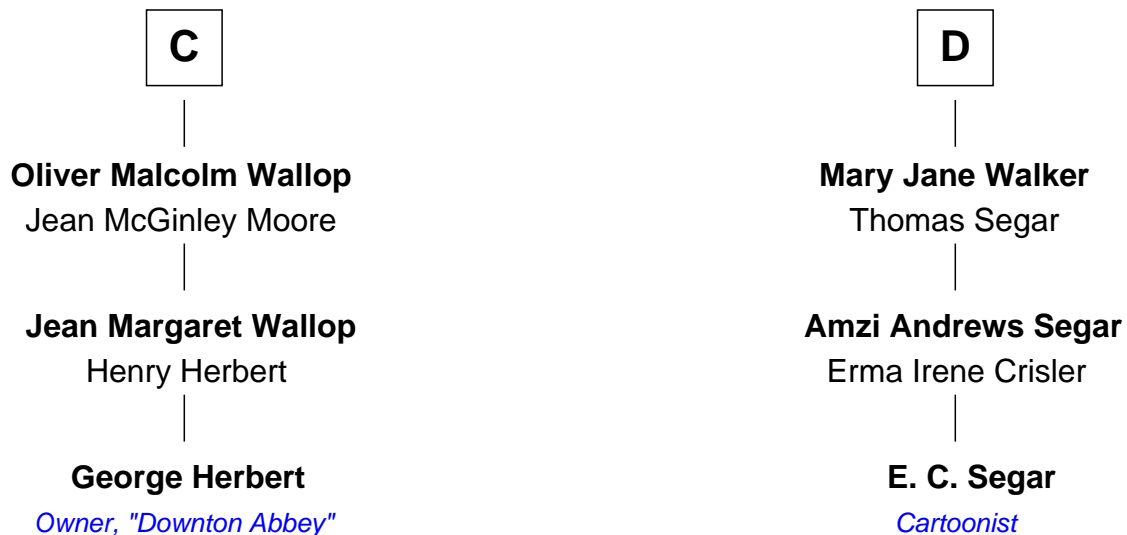 C
Oliver Malcolm Wallop
Jean McGinley Moore
Jean Margaret Wallop
Henry Herbert
George Herbert
Owner, "Downton Abbey"
D
Mary Jane Walker
Thomas Segar
Amzi Andrews Segar
Erma Irene Crisler
E. C. Segar
Cartoonist